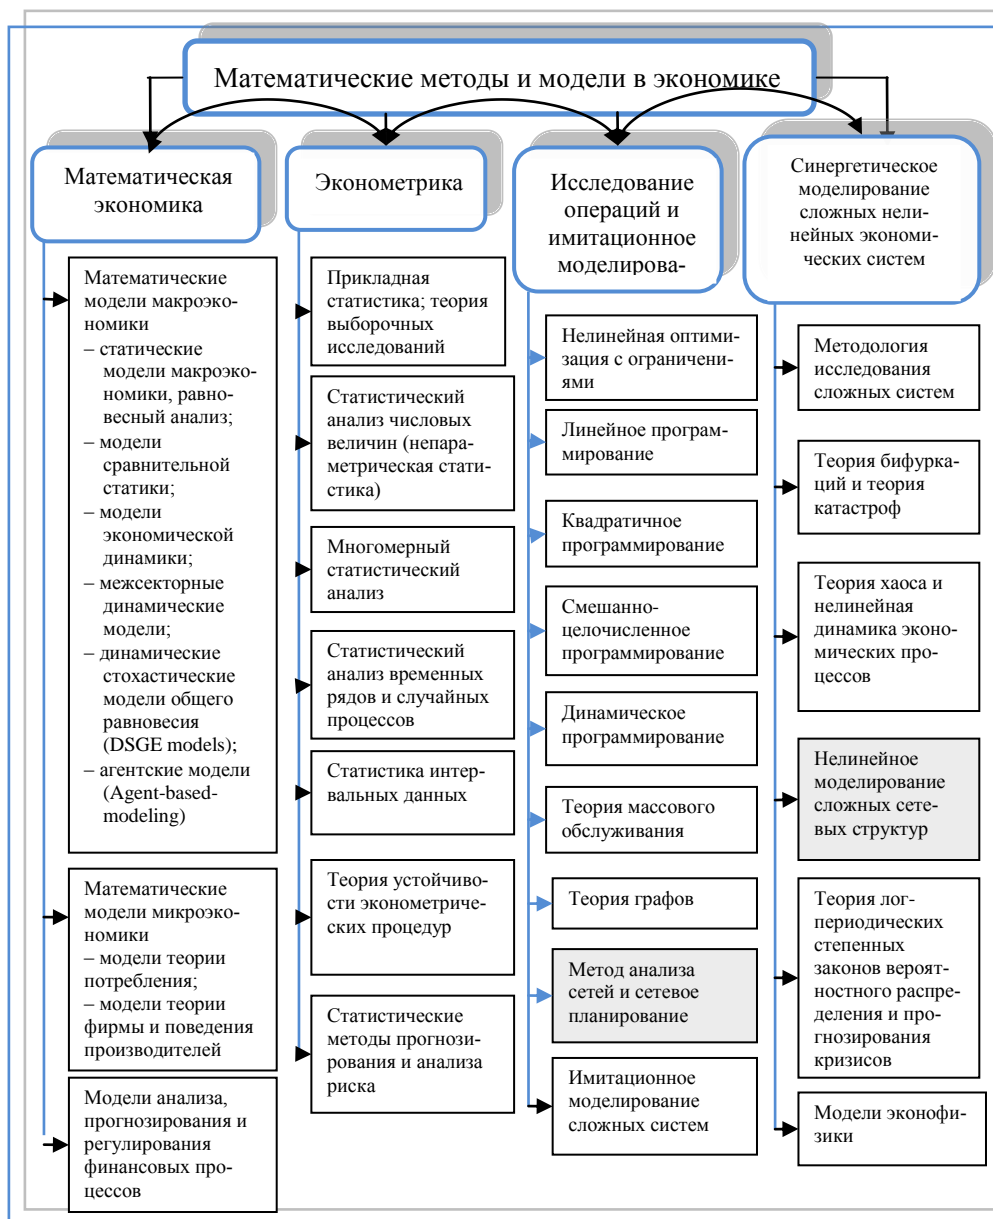 Математические методы и модели в экономике
Математическая
экономика
Математические
модели макроэко-
номики
– статические
модели макроэко-
номики, равно-
весный анализ;
– модели
сравнительной
статики;
– модели
экономической
динамики;
– межсекторные
динамические
модели;
– динамические
стохастические
модели общего
равновесия
(DSGE models);
– агентские модели
(Agent-based-
modeling)
Математические
модели микроэко-
номики
– модели теории
потребления;
– модели теории
фирмы и поведения
производителей
Модели анализа,
прогнозирования и
регулирования
финансовых про-
цессов
Эконометрика
Прикладная
статистика; теория
выборочных
исследований
Статистический
анализ числовых
величин (непара-
метрическая стати-
стика)
Многомерный
статистический
анализ
Статистический
анализ временных
рядов и случайных
процессов
Статистика интер-
вальных данных
Теория устойчиво-
сти эконометриче-
ских процедур
Статистические
методы прогнози-
рования и анализа
риска
Исследование
операций и
имитационное
моделирова-
Нелинейная оптими-
зация с ограничени-
ями
Линейное програм-
мирование
Квадратичное
программирование
Смешанно-
целочисленное
программирование
Динамическое
программирование
Теория массового
обслуживания
Теория графов
Метод анализа
сетей и сетевое
планирование
Имитационное
моделирование
сложных систем
Синергетическое
моделирование
сложных нели-
нейных экономи-
ческих систем
Методология
исследования
сложных систем
Теория бифурка-
ций и теория
катастроф
Теория хаоса и
нелинейная
динамика эконо-
мических процес-
сов
Нелинейное
моделирование
сложных сете-
вых структур
Теория лог-
периодических
степенных
законов вероят-
ностного распре-
деления и про-
гнозирования
кризисов
Модели эконофи-
зики